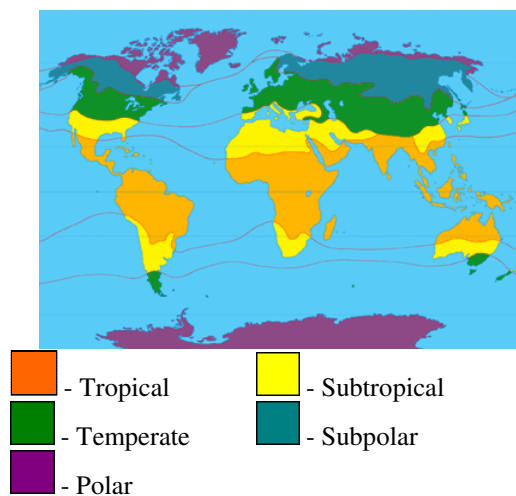 - Tropical
- Subtropical
- Temperate
- Subpolar
- Polar